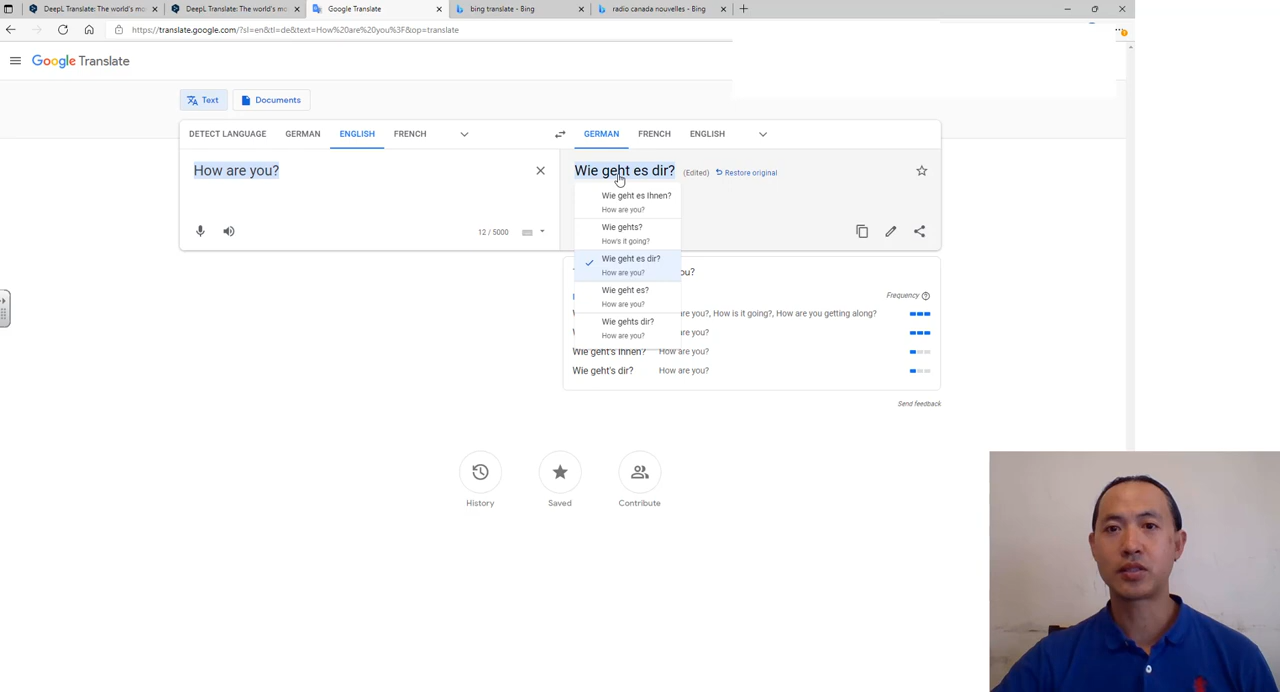 DeepL Translate: The world's mo
DeepL Translate: The world's mo
Google Translate
bing translate - Bing
radio canada nouvelles - Bing
https://translate.google.com/?sl=en&tl=de&text=How%20are%20you%3F&op=translate
Google Translate
Text
Documents
DETECT LANGUAGE GERMAN ENGLISH FRENCH
GERMAN FRENCH ENGLISH
How are you?
Wie geht es dir? (Edited) Restore original
12 / 5000
Wie geht es Ihnen?
How are you?
Wie gehts?
How's it going?
Wie geht es dir?
How are you?
Wie geht es?
How are you?
Wie gehts dir?
How are you?
ou?
Frequency
are you?, How is it going?, How are you getting along?
are you?
Wie geht's Ihnen? How are you?
Wie geht's dir? How are you?
Send feedback
History
Saved
Contribute